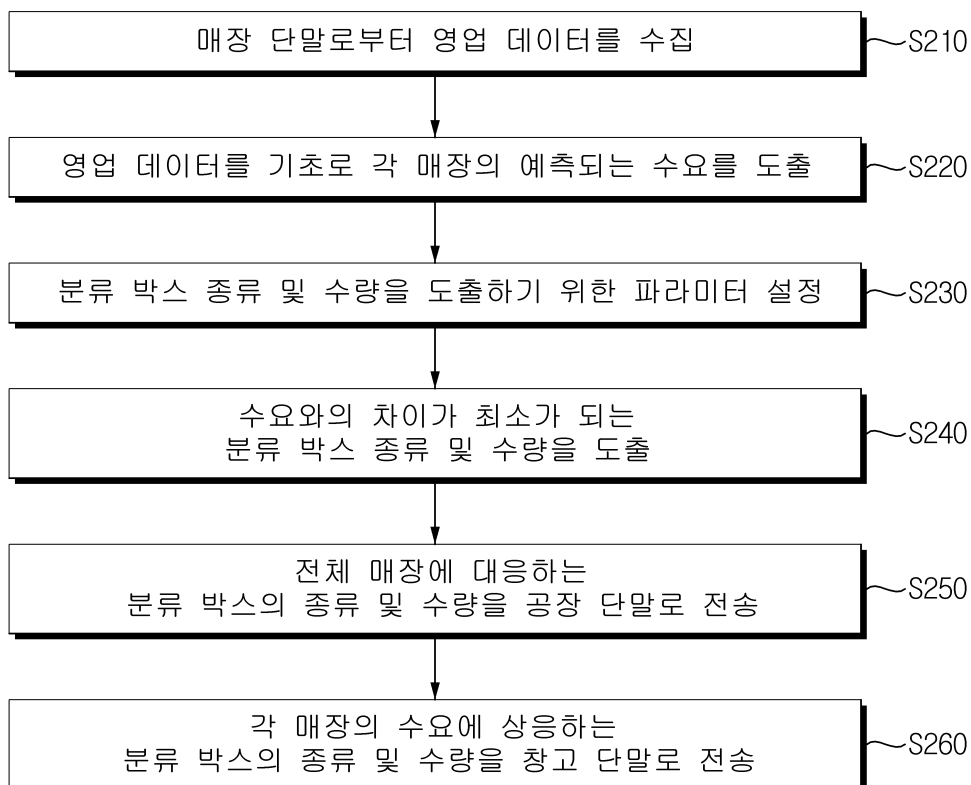 매장 단말로부터 영업 데이터를 수집
S210
영업 데이터를 기초로 각 매장의 예측되는 수요를 도출
S220
분류 박스 종류 및 수량을 도출하기 위한 파라미터 설정
S230
수요와의 차이가 최소가 되는
분류 박스 종류 및 수량을 도출
S240
전체 매장에 대응하는
분류 박스의 종류 및 수량을 공장 단말로 전송
S250
각 매장의 수요에 상응하는
분류 박스의 종류 및 수량을 창고 단말로 전송
S260